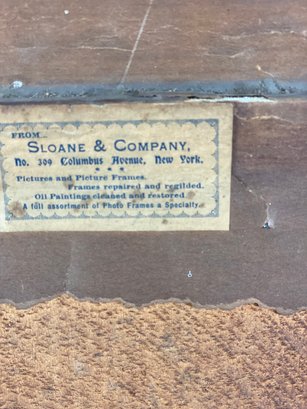 FROM...
SLOANE & COMPANY,
No. 309 Columbus Avenue, New York.
Pictures and Picture Frames.
Frames repaired and regilded.
Oil Paintings cleaned and restored.
A full assortment of Photo Frames a Specialty.